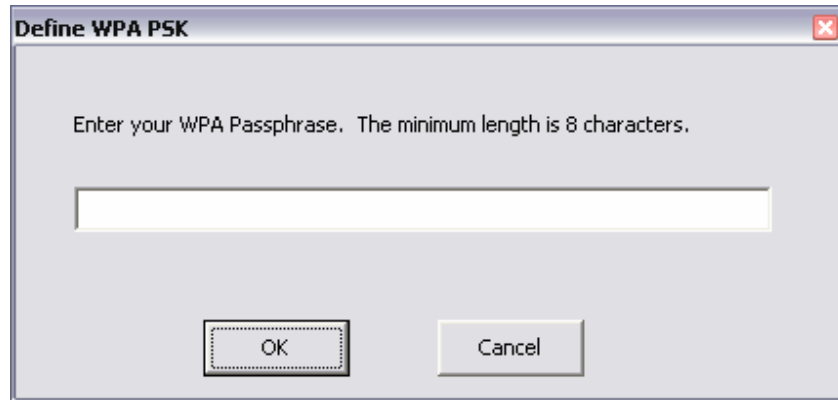 Define WPA PSK
Enter your WPA Passphrase.  The minimum length is 8 characters.
OK
Cancel